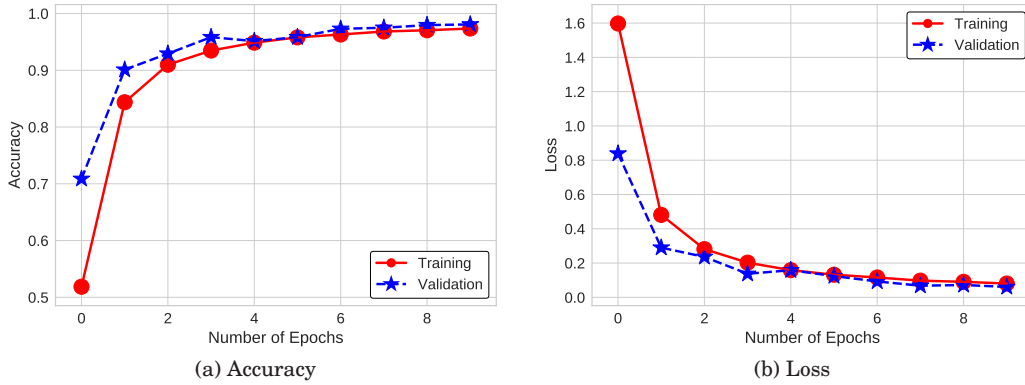 1.0
0.9
0.8
0.7
0.6
0.5
Accuracy
Training
Validation
0 2 4 6 8
Number of Epochs
(a) Accuracy
1.6
1.4
1.2
1.0
0.8
0.6
0.4
0.2
0.0
Loss
Training
Validation
0 2 4 6 8
Number of Epochs
(b) Loss